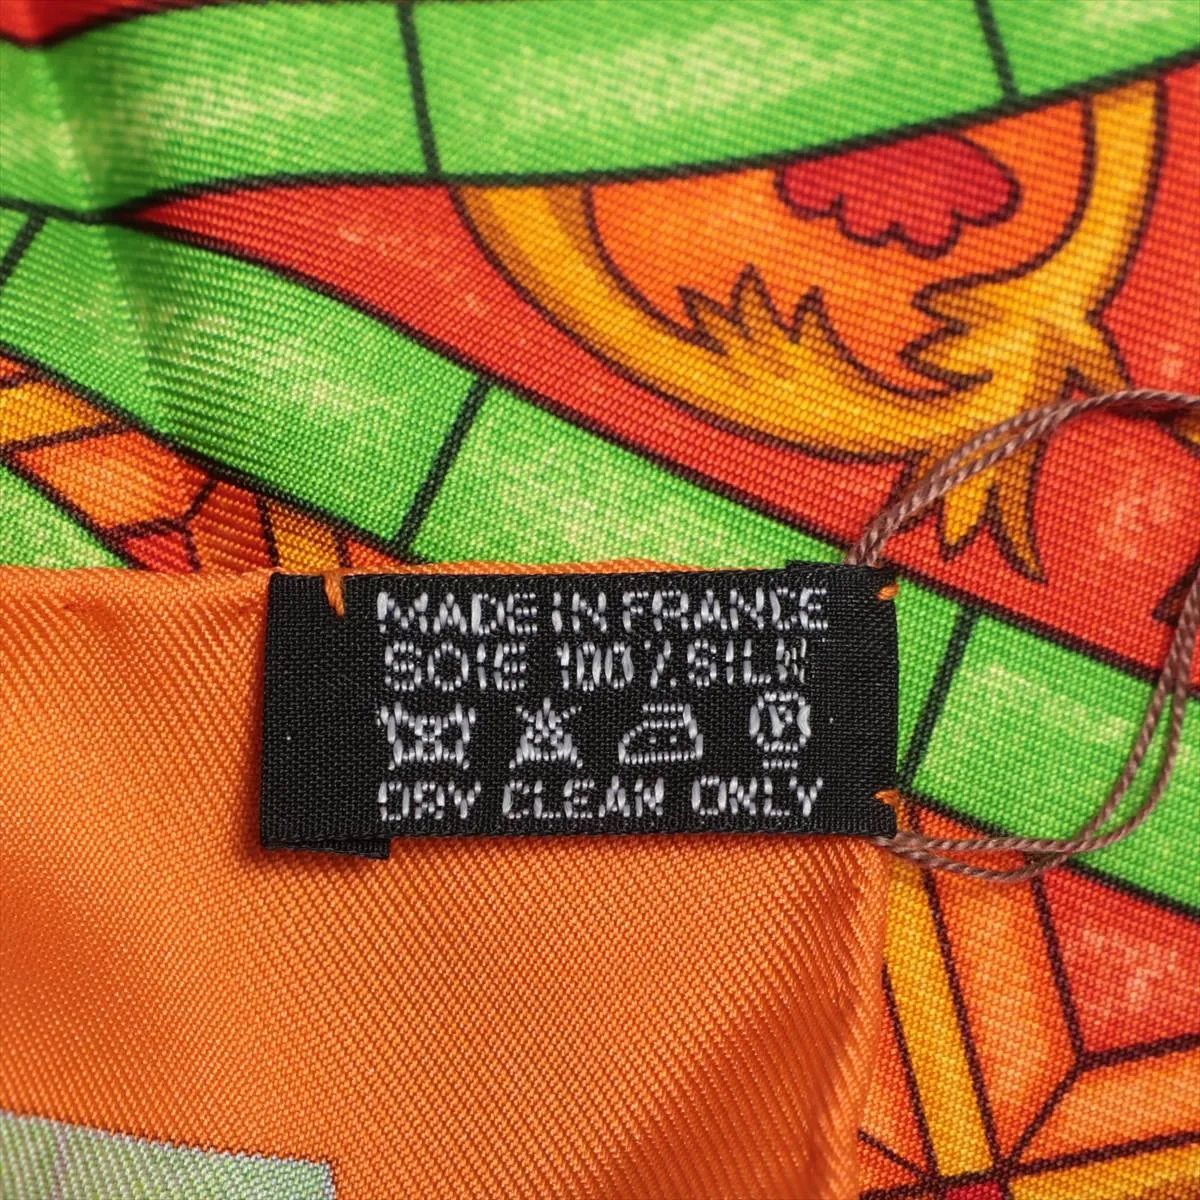 MADE IN FRANCE
SOIE 100% SILK
P
DRY CLEAN ONLY